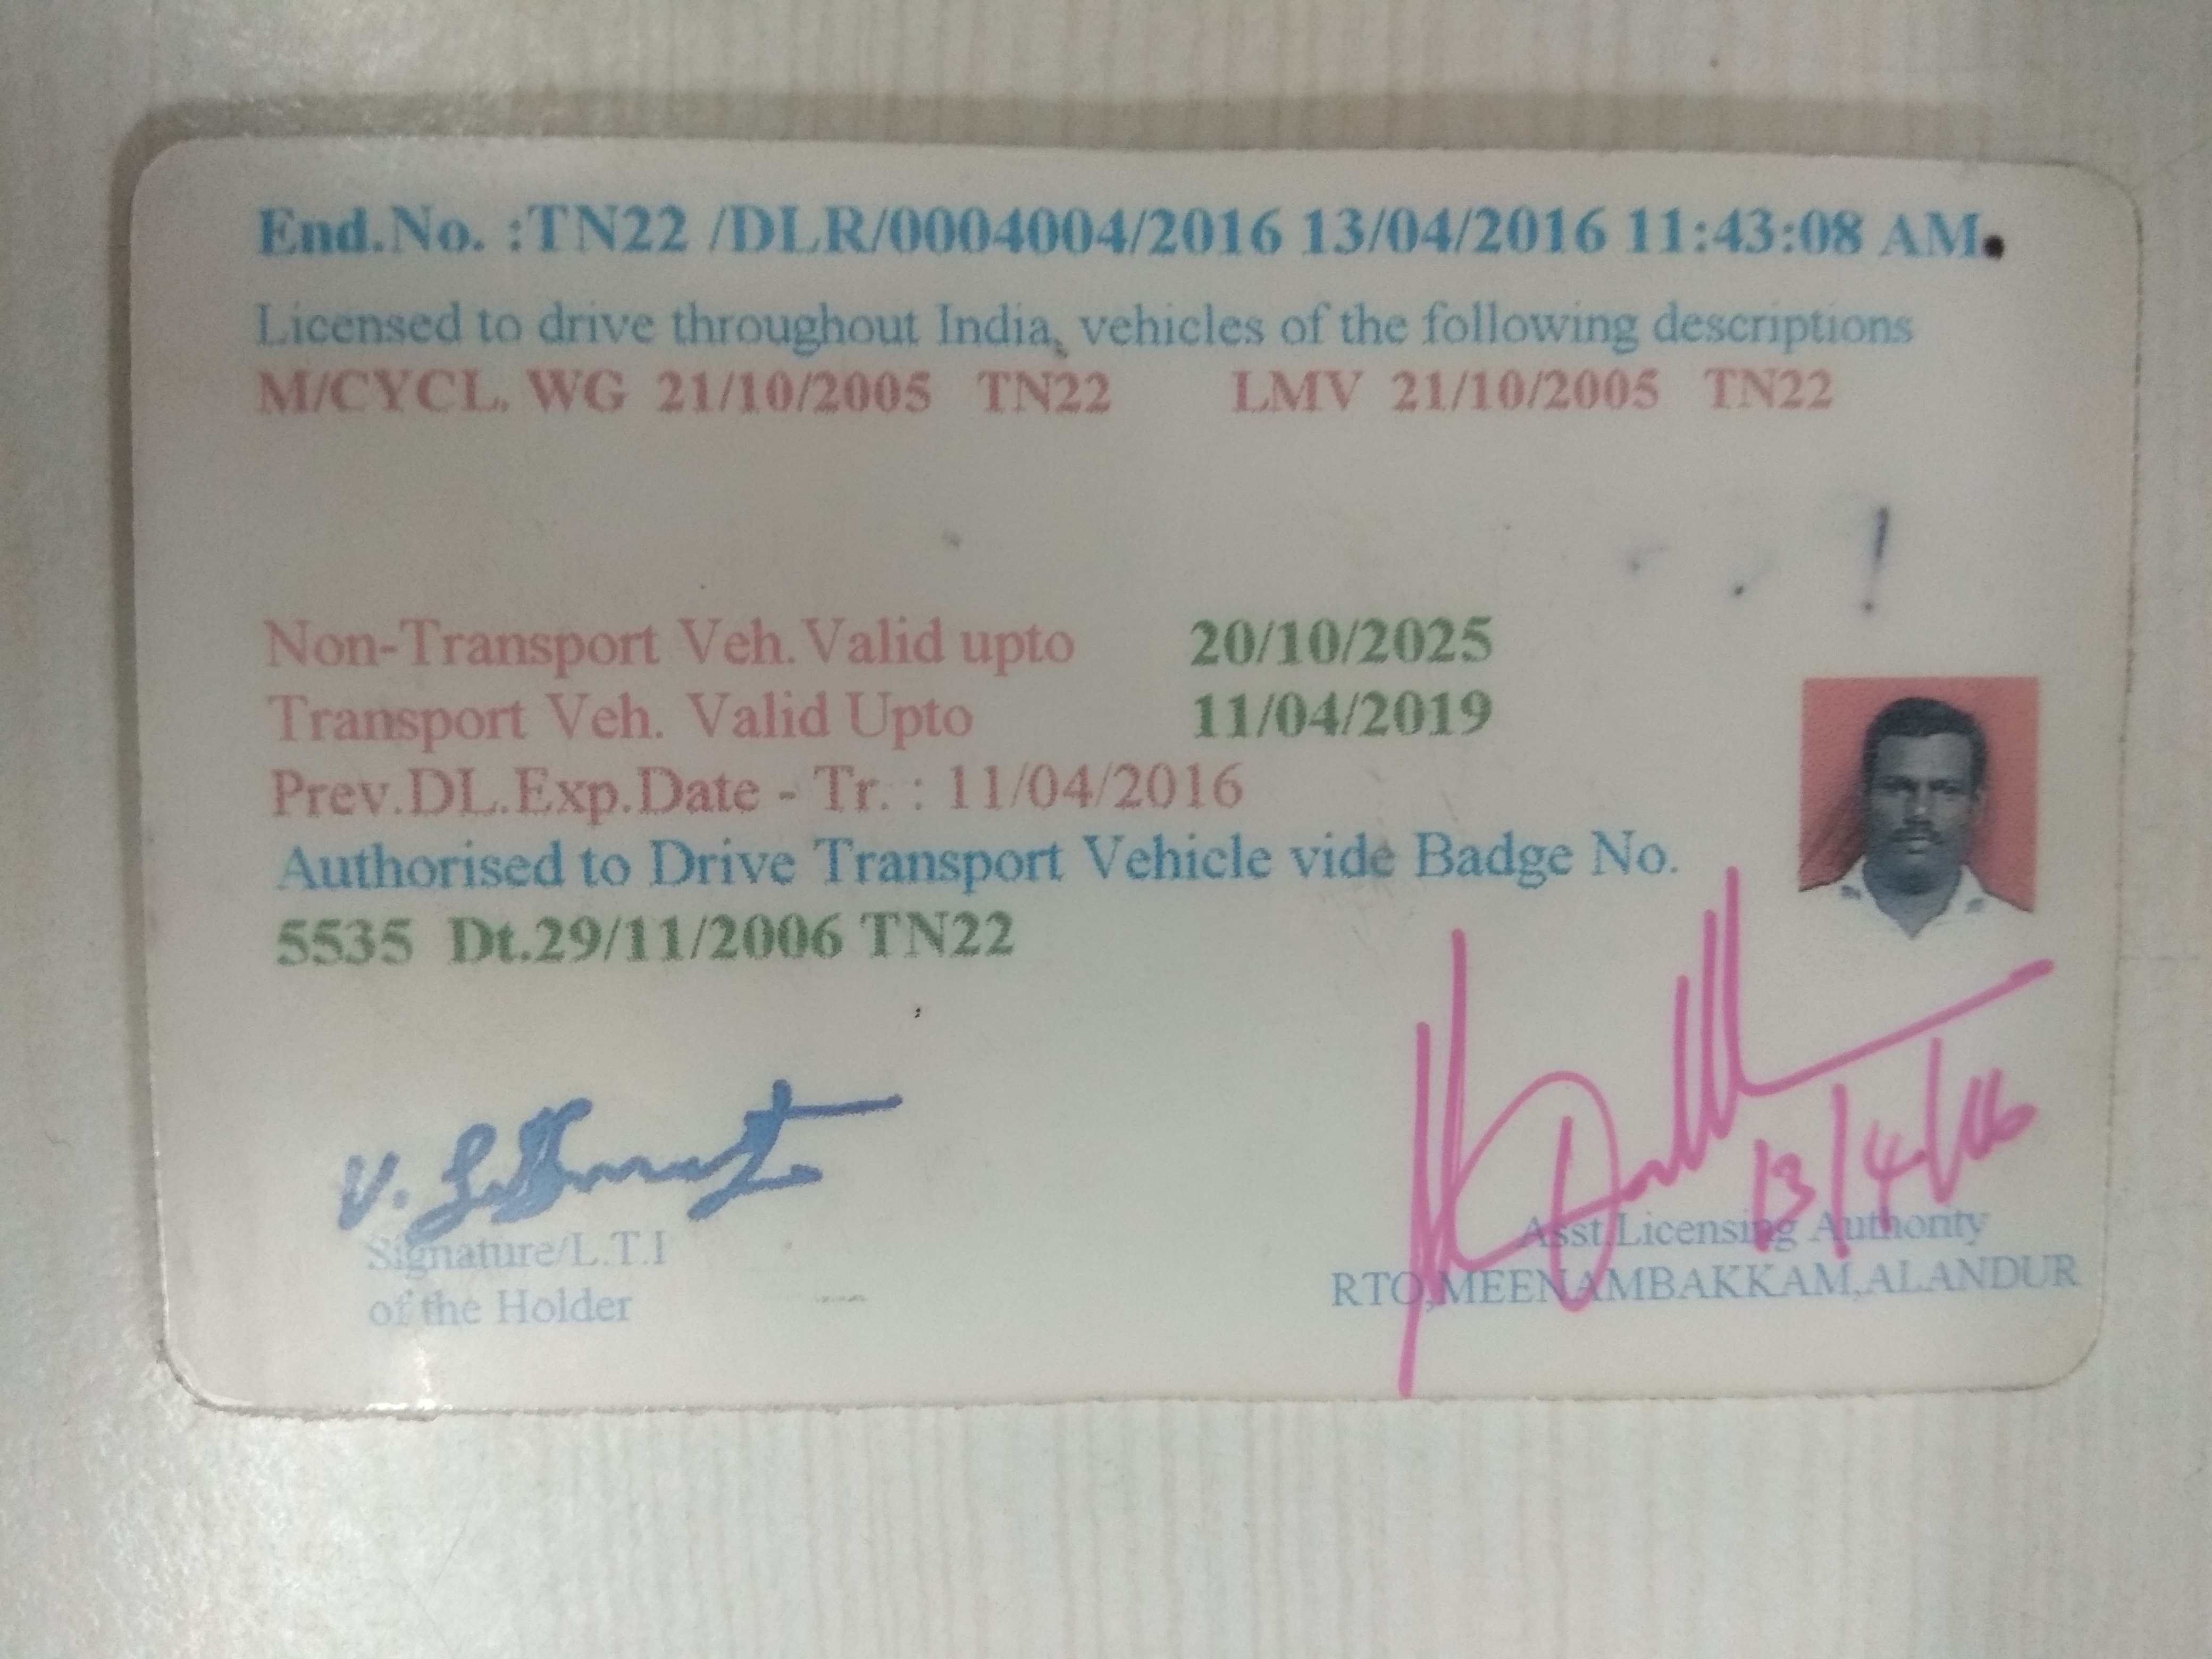 End.No. :TN22 /DLR/0004004/2016 13/04/2016 11:43:08 AM
Licensed to drive throughout India, vehicles of the following descriptions
M/CYCL. WG 21/10/2005 TN22 LMV 21/10/2005 TN22
Non-Transport Veh.Valid upto 20/10/2025
Transport Veh. Valid Upto 11/04/2019
Prev.DL.Exp.Date - Tr. : 11/04/2016
Authorised to Drive Transport Vehicle vide Badge No.
5535 Dt.29/11/2006 TN22
V.
13/4/16
Signature/L.T.I
of the Holder
Asst.Licensing Authority
RTO,MEENAMBAKKAM,ALANDUR